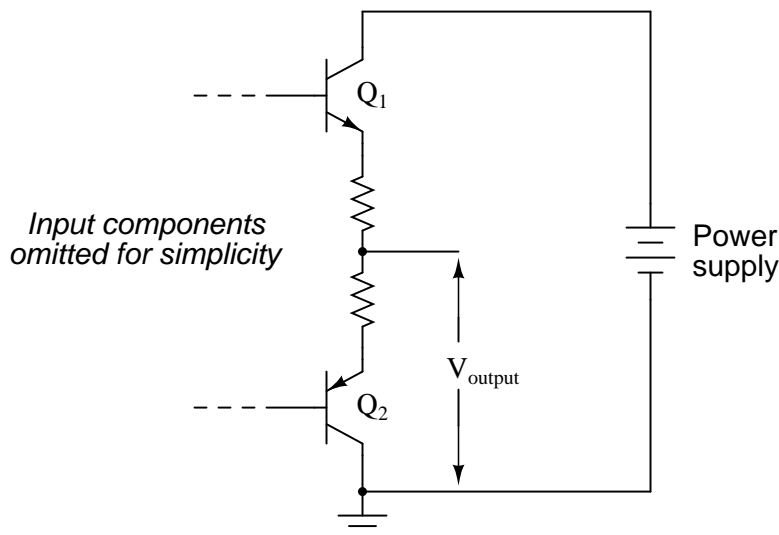 Q1
Input components
omitted for simplicity
Power
supply
Voutput
Q2